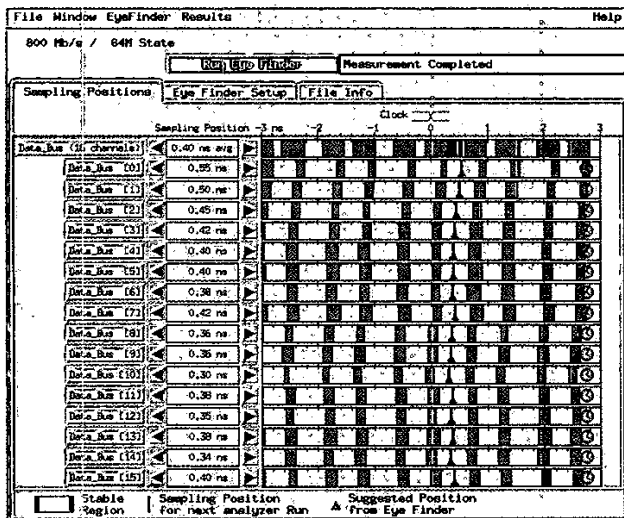 File Window EyeFinder Results Help
800 Mb/s / 64M State
Run Eye Finder Measurement Completed
Sampling Positions Eye Finder Setup File Info
Clock
Sampling Position -3 ns -2 -1 0 1 2 3
Data_Bus (16 channels) 0.40 ns avg
Data_Bus [0] 0.55 ns
Data_Bus [1] 0.50 ns
Data_Bus [2] 0.45 ns
Data_Bus [3] 0.42 ns
Data_Bus [4] 0.40 ns
Data_Bus [5] 0.40 ns
Data_Bus [6] 0.38 ns
Data_Bus [7] 0.42 ns
Data_Bus [8] 0.36 ns
Data_Bus [9] 0.36 ns
Data_Bus [10] 0.30 ns
Data_Bus [11] 0.38 ns
Data_Bus [12] 0.35 ns
Data_Bus [13] 0.38 ns
Data_Bus [14] 0.34 ns
Data_Bus [15] 0.40 ns
Stable Region Sampling Position for next analyzer Run Suggested Position from Eye Finder